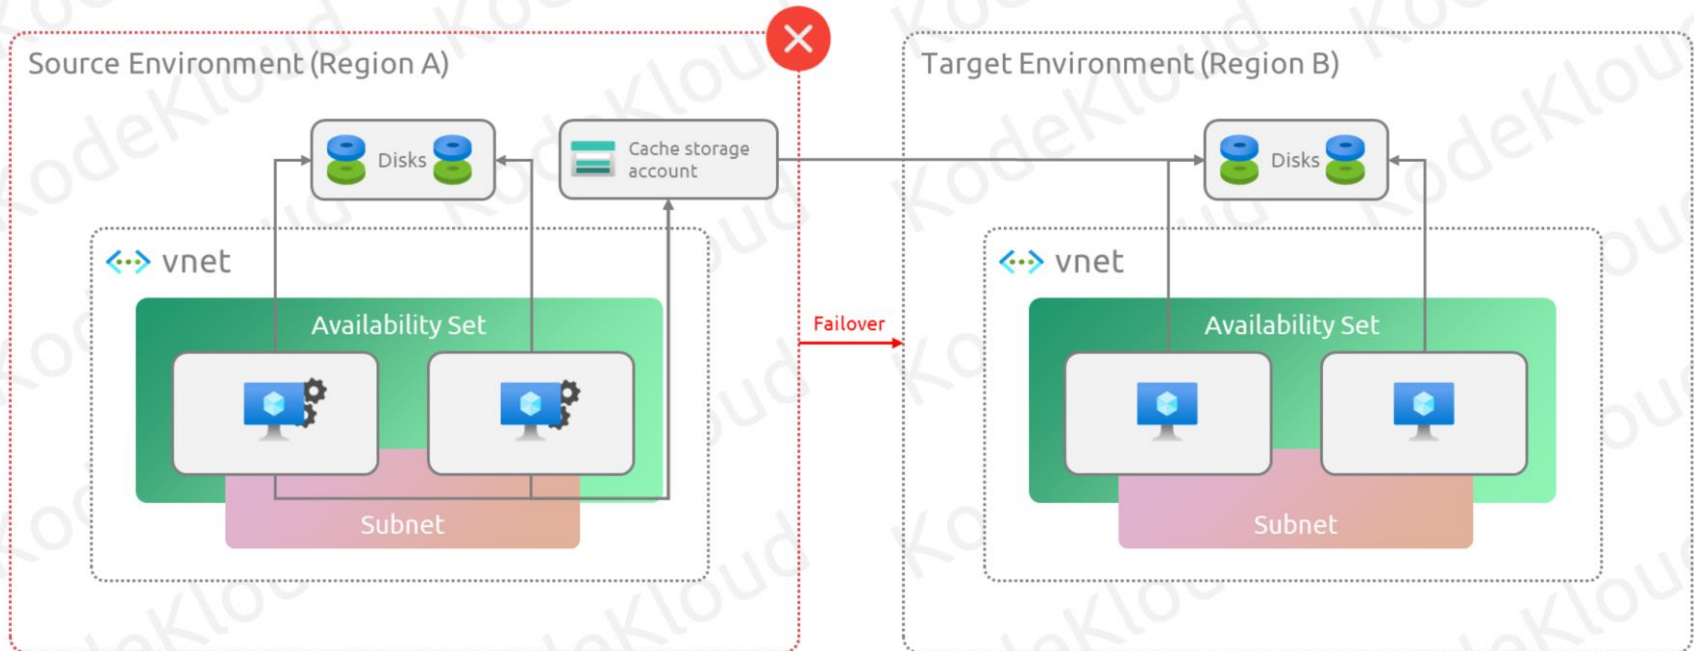 Source Environment (Region A)
Disks
Cache storage
account
vnet
Availability Set
Subnet
Failover
Target Environment (Region B)
Disks
vnet
Availability Set
Subnet
KodeKloud